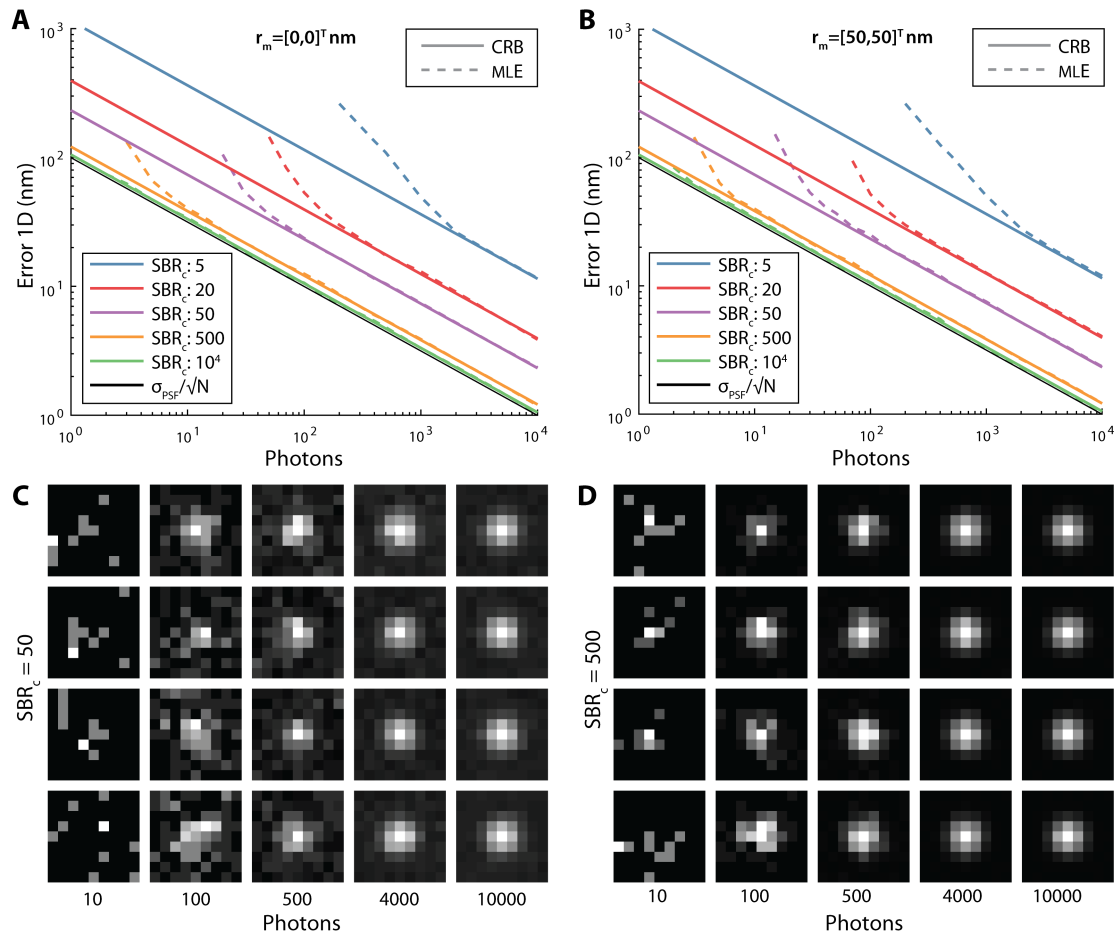 A
r_m=[0,0]^T nm
CRB
MLE
10^3
10^2
10^1
10^0
Error 1D (nm)
SBR_c: 5
SBR_c: 20
SBR_c: 50
SBR_c: 500
SBR_c: 10^4
σ_PSF/√N
10^0
10^1
10^2
10^3
10^4
Photons
B
r_m=[50,50]^T nm
CRB
MLE
10^3
10^2
10^1
10^0
Error 1D (nm)
SBR_c: 5
SBR_c: 20
SBR_c: 50
SBR_c: 500
SBR_c: 10^4
σ_PSF/√N
10^0
10^1
10^2
10^3
10^4
Photons
C
SBR_c = 50
10
100
500
4000
10000
Photons
D
SBR_c = 500
10
100
500
4000
10000
Photons